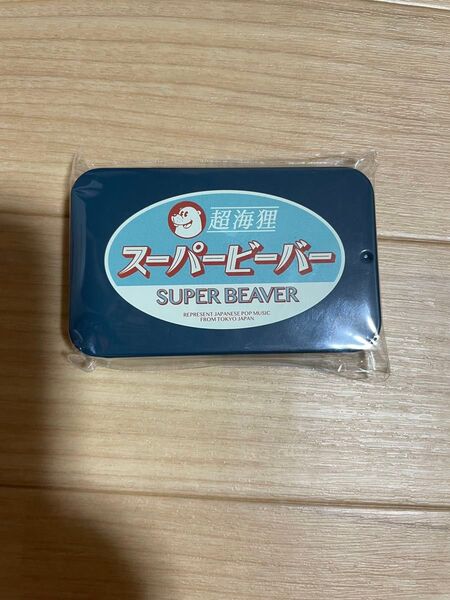 超海狸
スーパービーバー
SUPER BEAVER
REPRESENT JAPANESE POP MUSIC
FROM TOKYO JAPAN.